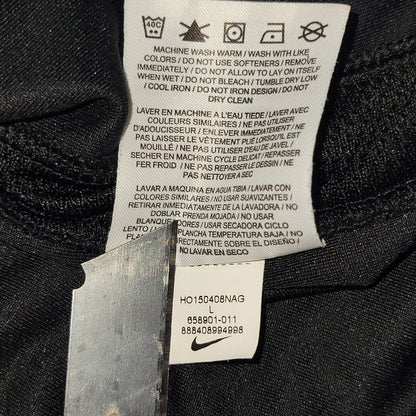 40C
MACHINE WASH WARM / WASH WITH LIKE
COLORS / DO NOT USE SOFTENERS / REMOVE
IMMEDIATELY / DO NOT ALLOW TO LAY ON ITSELF
WHEN WET / DO NOT BLEACH / TUMBLE DRY LOW
/ COOL IRON / DO NOT IRON DESIGN / DO NOT
DRY CLEAN
LAVER EN MACHINE A L'EAU TIEDE / LAVER AVEC
COULEURS SIMILAIRES / NE PAS UTILISER
D'ADOUCISSEUR / ENLEVER IMMÉDIATEMENT / NE
PAS LAISSER LE VÊTEMENT PLIÉ LORSQU'IL EST
MOUILLÉ / NE PAS UTILISER D'EAU DE JAVEL /
SECHER EN MACHINE CYCLE DELICAT / REPASSER
FER FROID / NE PAS REPASSER LE DESSIN / NE
PAS NETTOYER A SEC
LAVAR A MAQUINA EN AGUA TIBIA / LAVAR CON
COLORES SIMILARES / NO USAR SUAVIZANTES /
RETIRAR INMEDIATAMENTE DE LA LAVADORA / NO
DOBLAR PRENDA MOJADA / NO USAR
BLANQUEADORES / USAR SECADORA CICLO
LENTO / PLANCHA TEMPERATURA BAJA / NO
PLANCHA DIRECTAMENTE SOBRE EL DISEÑO /
NO LAVAR EN SECO
HO150408NAG
L
658901-011
888408994998